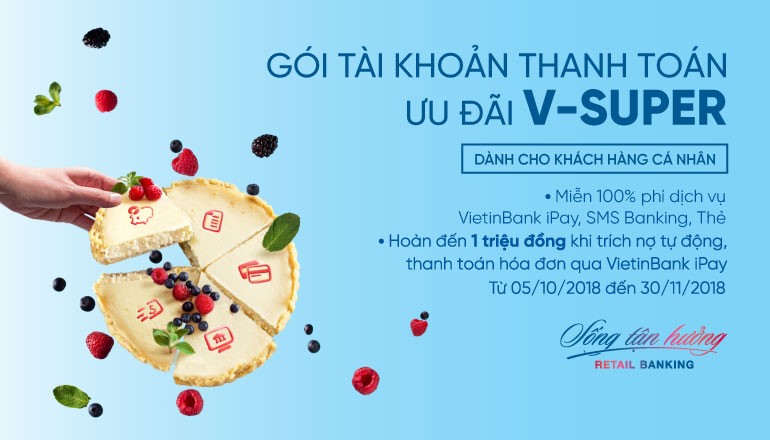 GÓI TÀI KHOẢN THANH TOÁN
ƯU ĐÃI V-SUPER
DÀNH CHO KHÁCH HÀNG CÁ NHÂN
• Miễn 100% phí dịch vụ
VietinBank iPay, SMS Banking, Thẻ
• Hoàn đến 1 triệu đồng khi trích nợ tự động,
thanh toán hóa đơn qua VietinBank iPay
Từ 05/10/2018 đến 30/11/2018
Sống tận hưởng
RETAIL BANKING